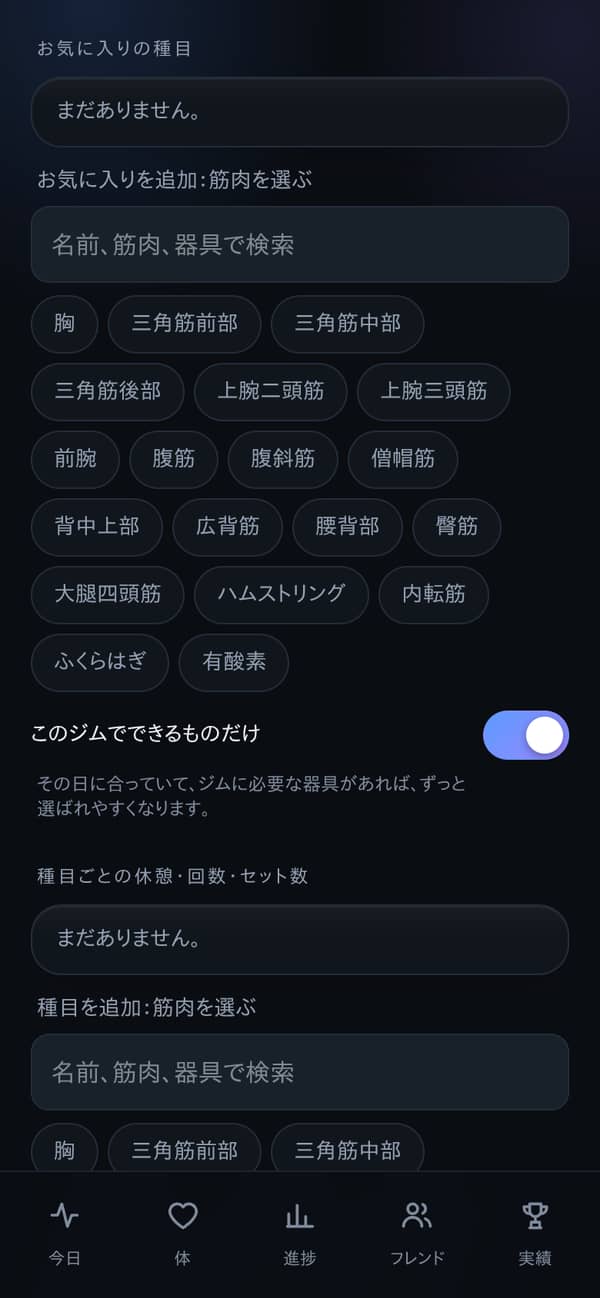 お気に入りの種目
まだありません。
お気に入りを追加：筋肉を選ぶ
名前、筋肉、器具で検索
胸 三角筋前部 三角筋中部
三角筋後部 上腕二頭筋 上腕三頭筋
前腕 腹筋 腹斜筋 僧帽筋
背中上部 広背筋 腰背部 臀筋
大腿四頭筋 ハムストリング 内転筋
ふくらはぎ 有酸素
このジムでできるものだけ
その日に合っていて、ジムに必要な器具があれば、ずっと
選ばれやすくなります。
種目ごとの休憩・回数・セット数
まだありません。
種目を追加：筋肉を選ぶ
名前、筋肉、器具で検索
胸 三角筋前部 三角筋中部
今日 体 進捗 フレンド 実績